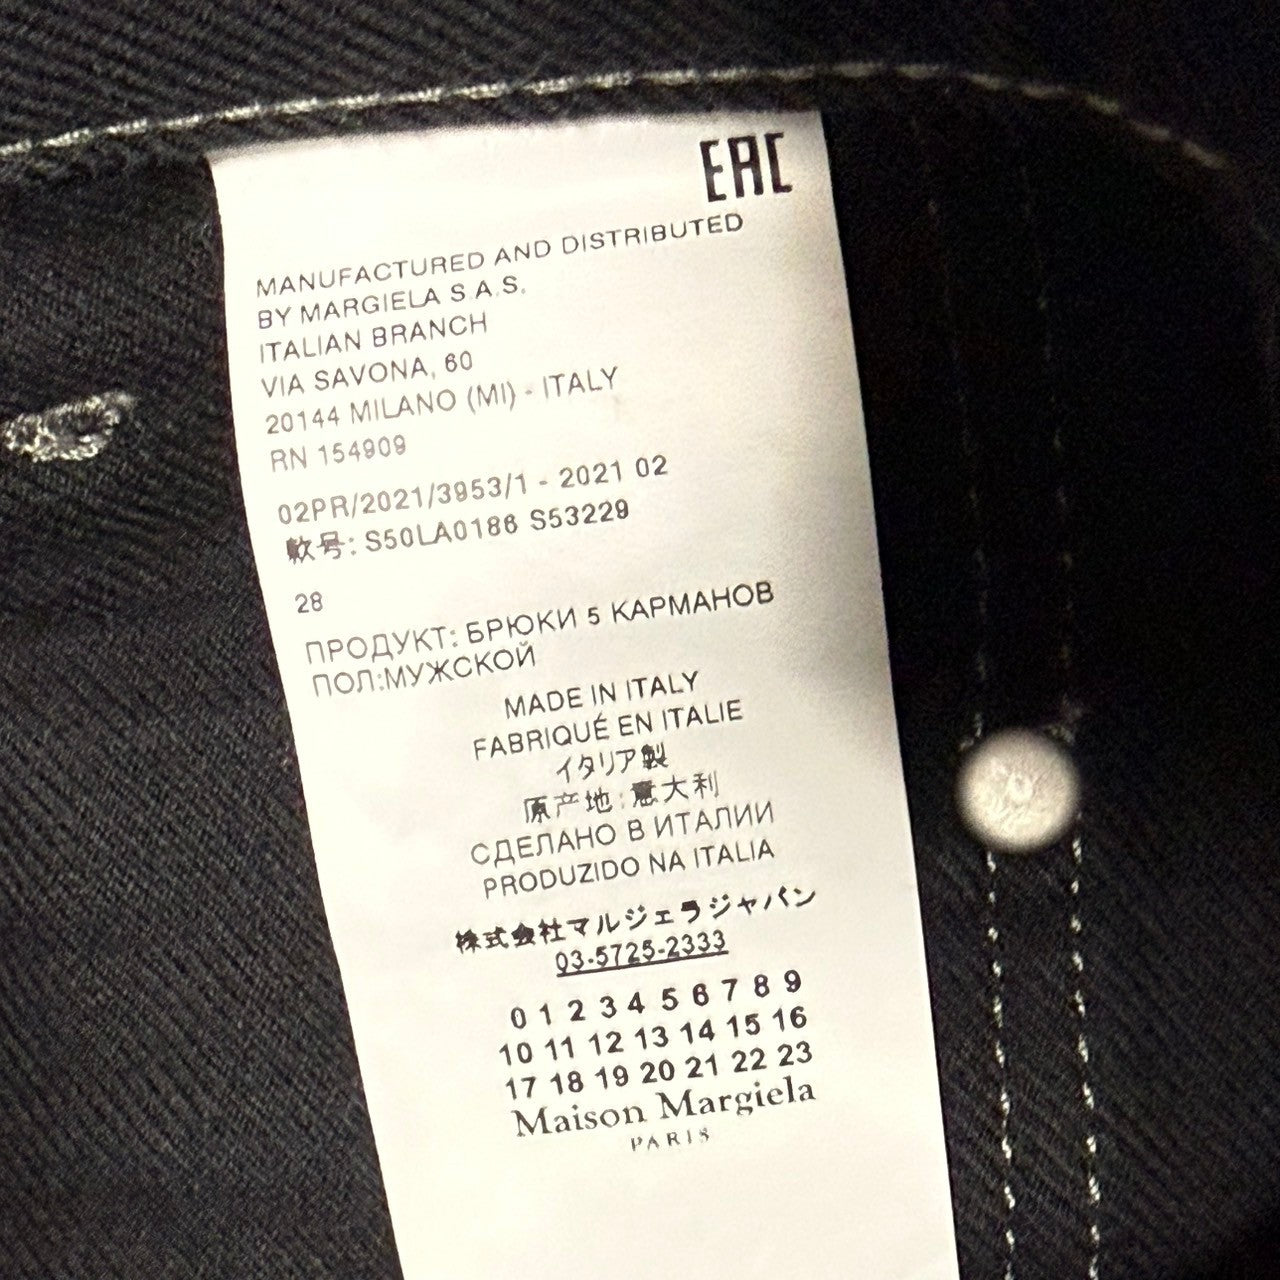 EAC
MANUFACTURED AND DISTRIBUTED
BY MARGIELA S.A.S.
ITALIAN BRANCH
VIA SAVONA, 60
20144 MILANO (MI) - ITALY
RN 154909
02PR/2021/3953/1 - 2021 02
款号: S50LA0186 S53229
28
ПРОДУКТ: БРЮКИ 5 КАРМАНОВ
ПОЛ:МУЖСКОЙ
MADE IN ITALY
FABRIQUÉ EN ITALIE
イタリア製
原产地:意大利
СДЕЛАНО В ИТАЛИИ
PRODUZIDO NA ITALIA
株式会社マルジェラジャパン
03-5725-2333
0 1 2 3 4 5 6 7 8 9
10 11 12 13 14 15 16
17 18 19 20 21 22 23
Maison Margiela
PARIS